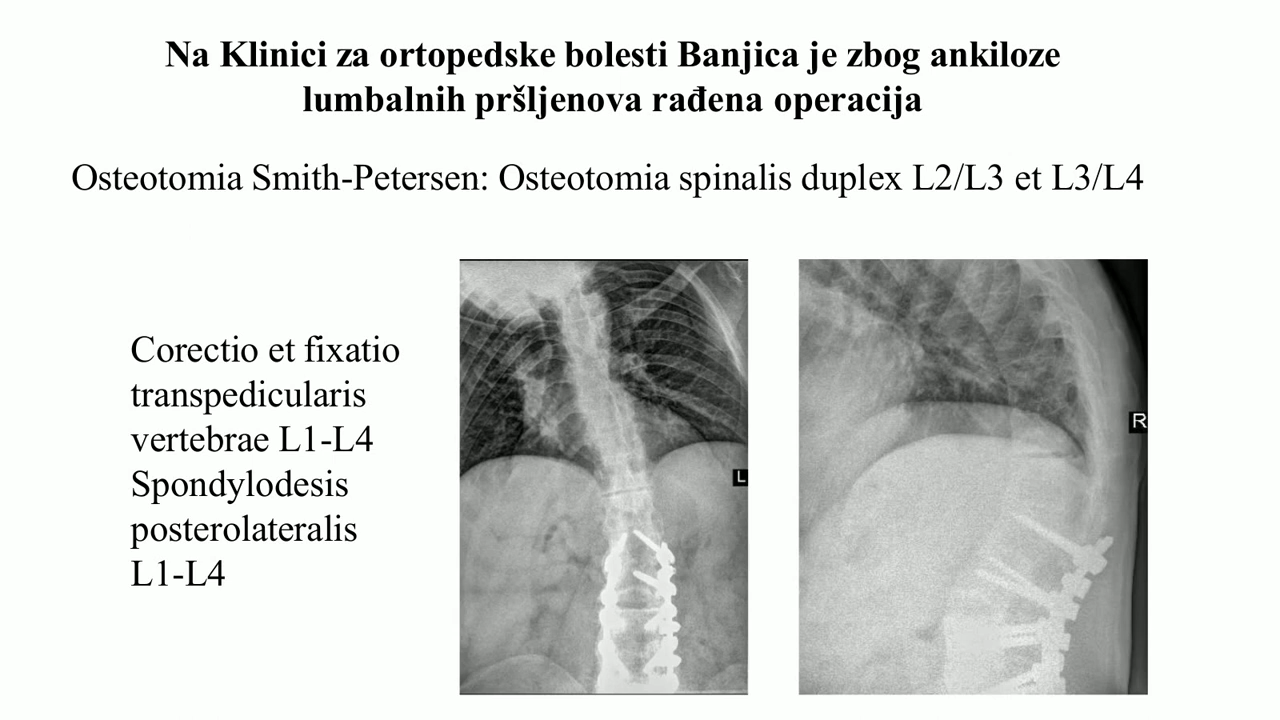 Na Klinici za ortopedske bolesti Banjica je zbog ankiloze
lumbalnih pršljenova rađena operacija
Osteotomia Smith-Petersen: Osteotomia spinalis duplex L2/L3 et L3/L4
Corectio et fixatio
transpedicularis
vertebrae L1-L4
Spondylodesis
posterolateralis
L1-L4
L
R